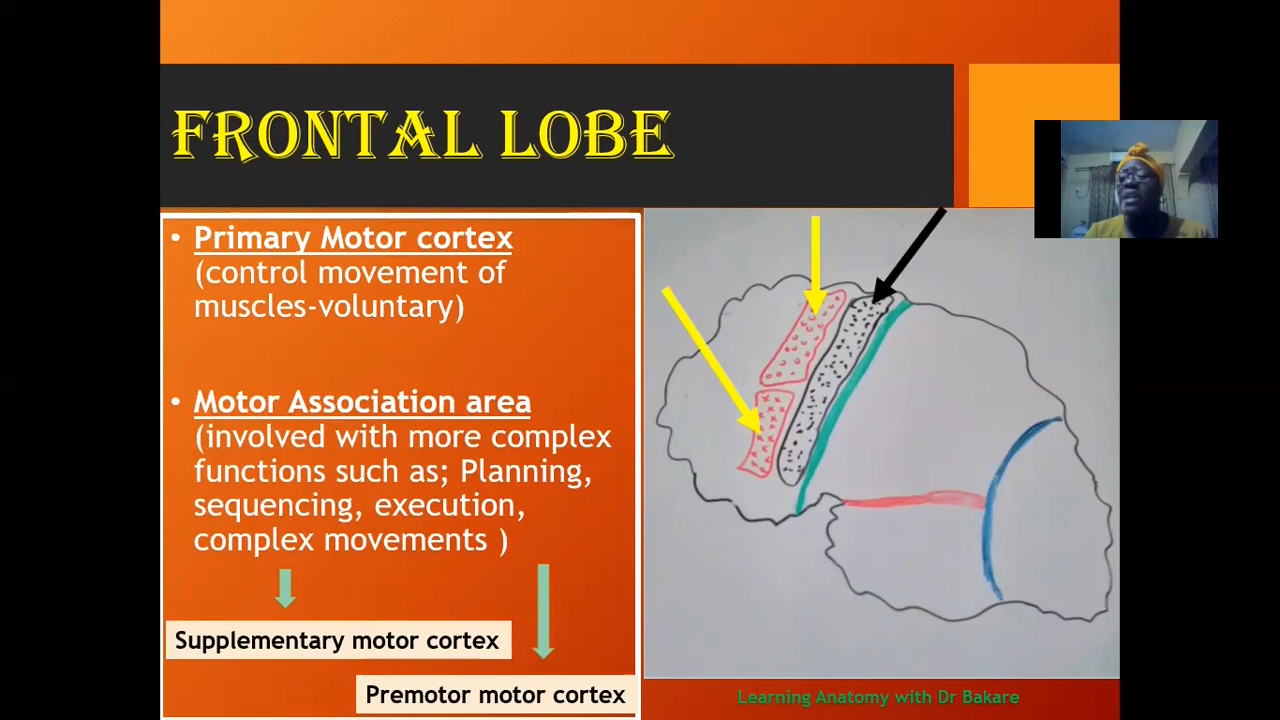 FRONTAL LOBE
• Primary Motor cortex
(control movement of
muscles-voluntary)
• Motor Association area
(involved with more complex
functions such as; Planning,
sequencing, execution,
complex movements )
Supplementary motor cortex
Premotor motor cortex
Learning Anatomy with Dr Bakare